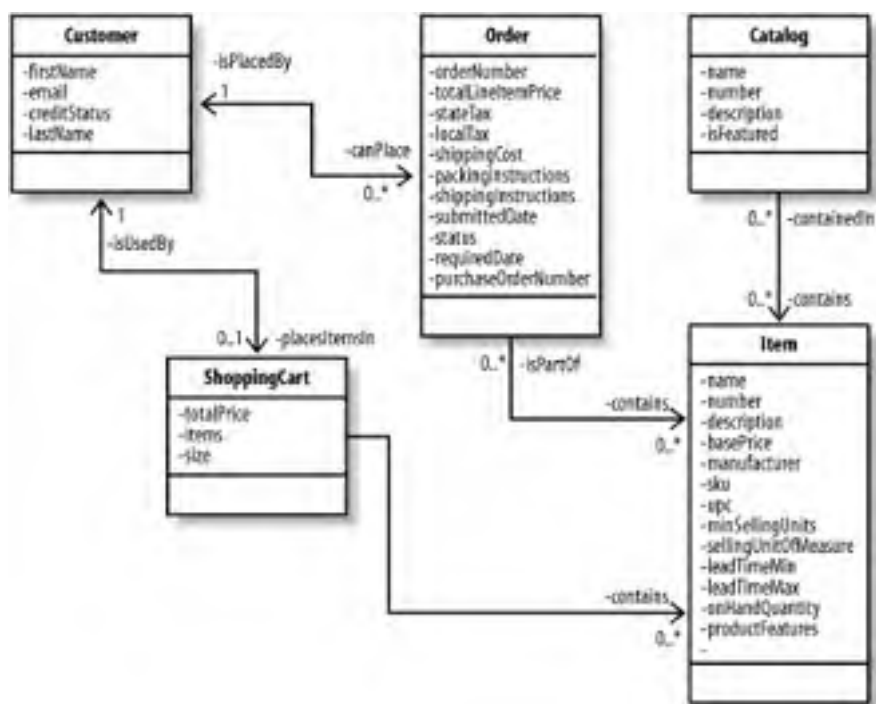 Customer
-firstName
-email
-creditStatus
-lastName
-isPlacedBy
1
-canPlace
0..*
Order
-orderNumber
-totalLineItemPrice
-stateTax
-localTax
-shippingCost
-packingInstructions
-shippingInstructions
-submittedDate
-status
-requiredDate
-purchaseOrderNumber
Catalog
-name
-number
-description
-isFeatured
0..* -containedIn
0..* -contains
1
-isUsedBy
0..1 -placesItemsIn
ShoppingCart
-totalPrice
-items
-size
0..* -isPartOf
-contains
0..*
Item
-name
-number
-description
-basePrice
-manufacturer
-sku
-upc
-minSellingUnits
-sellingUnitOfMeasure
-leadTimeMin
-leadTimeMax
-onHandQuantity
-productFeatures
-
-contains
0..*